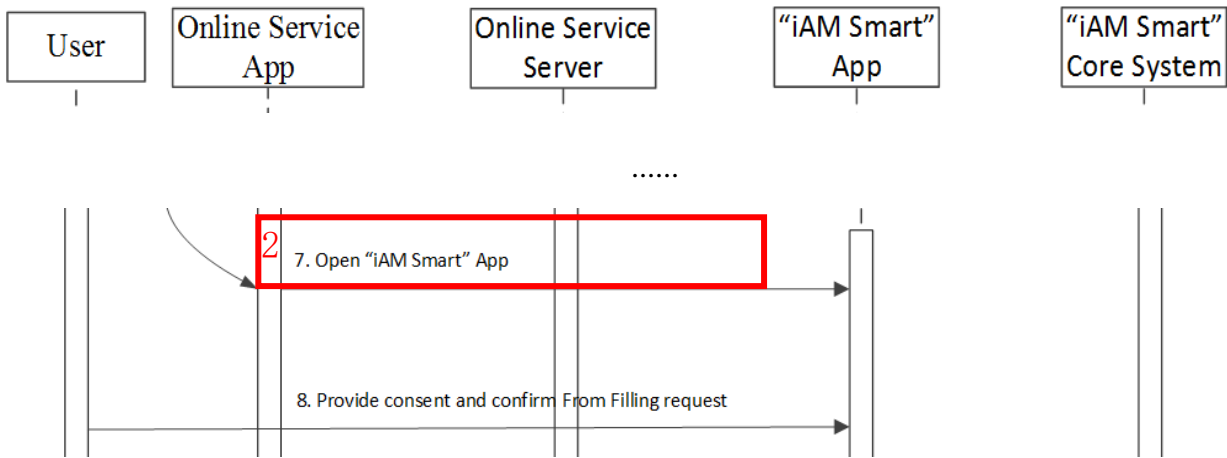 User
Online Service
App
Online Service
Server
“iAM Smart”
App
“iAM Smart”
Core System
......
2
7. Open “iAM Smart” App
8. Provide consent and confirm From Filling request